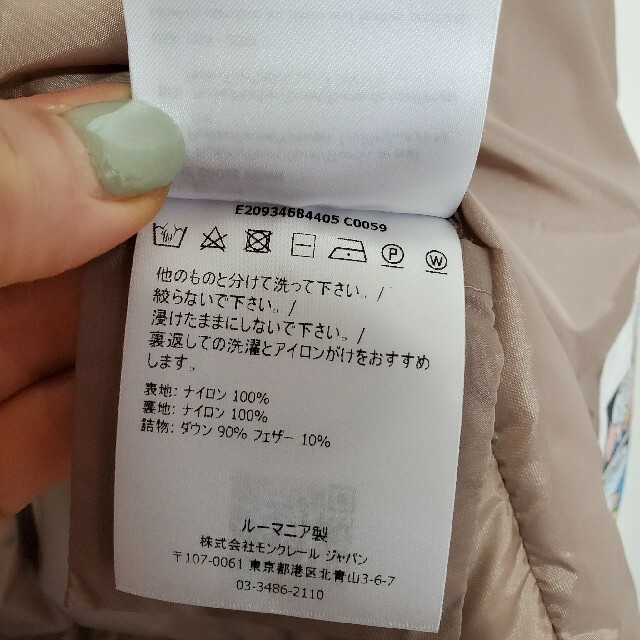 E20934684405 C0059
P W
他のものと分けて洗って下さい。/
絞らないで下さい。/
浸けたままにしないで下さい。/
裏返しての洗濯とアイロンがけをおすすめ
します。
表地: ナイロン 100%
裏地: ナイロン 100%
詰物: ダウン 90% フェザー 10%
ルーマニア製
株式会社モンクレール ジャパン
〒107-0061 東京都港区北青山3-6-7
03-3486-2110